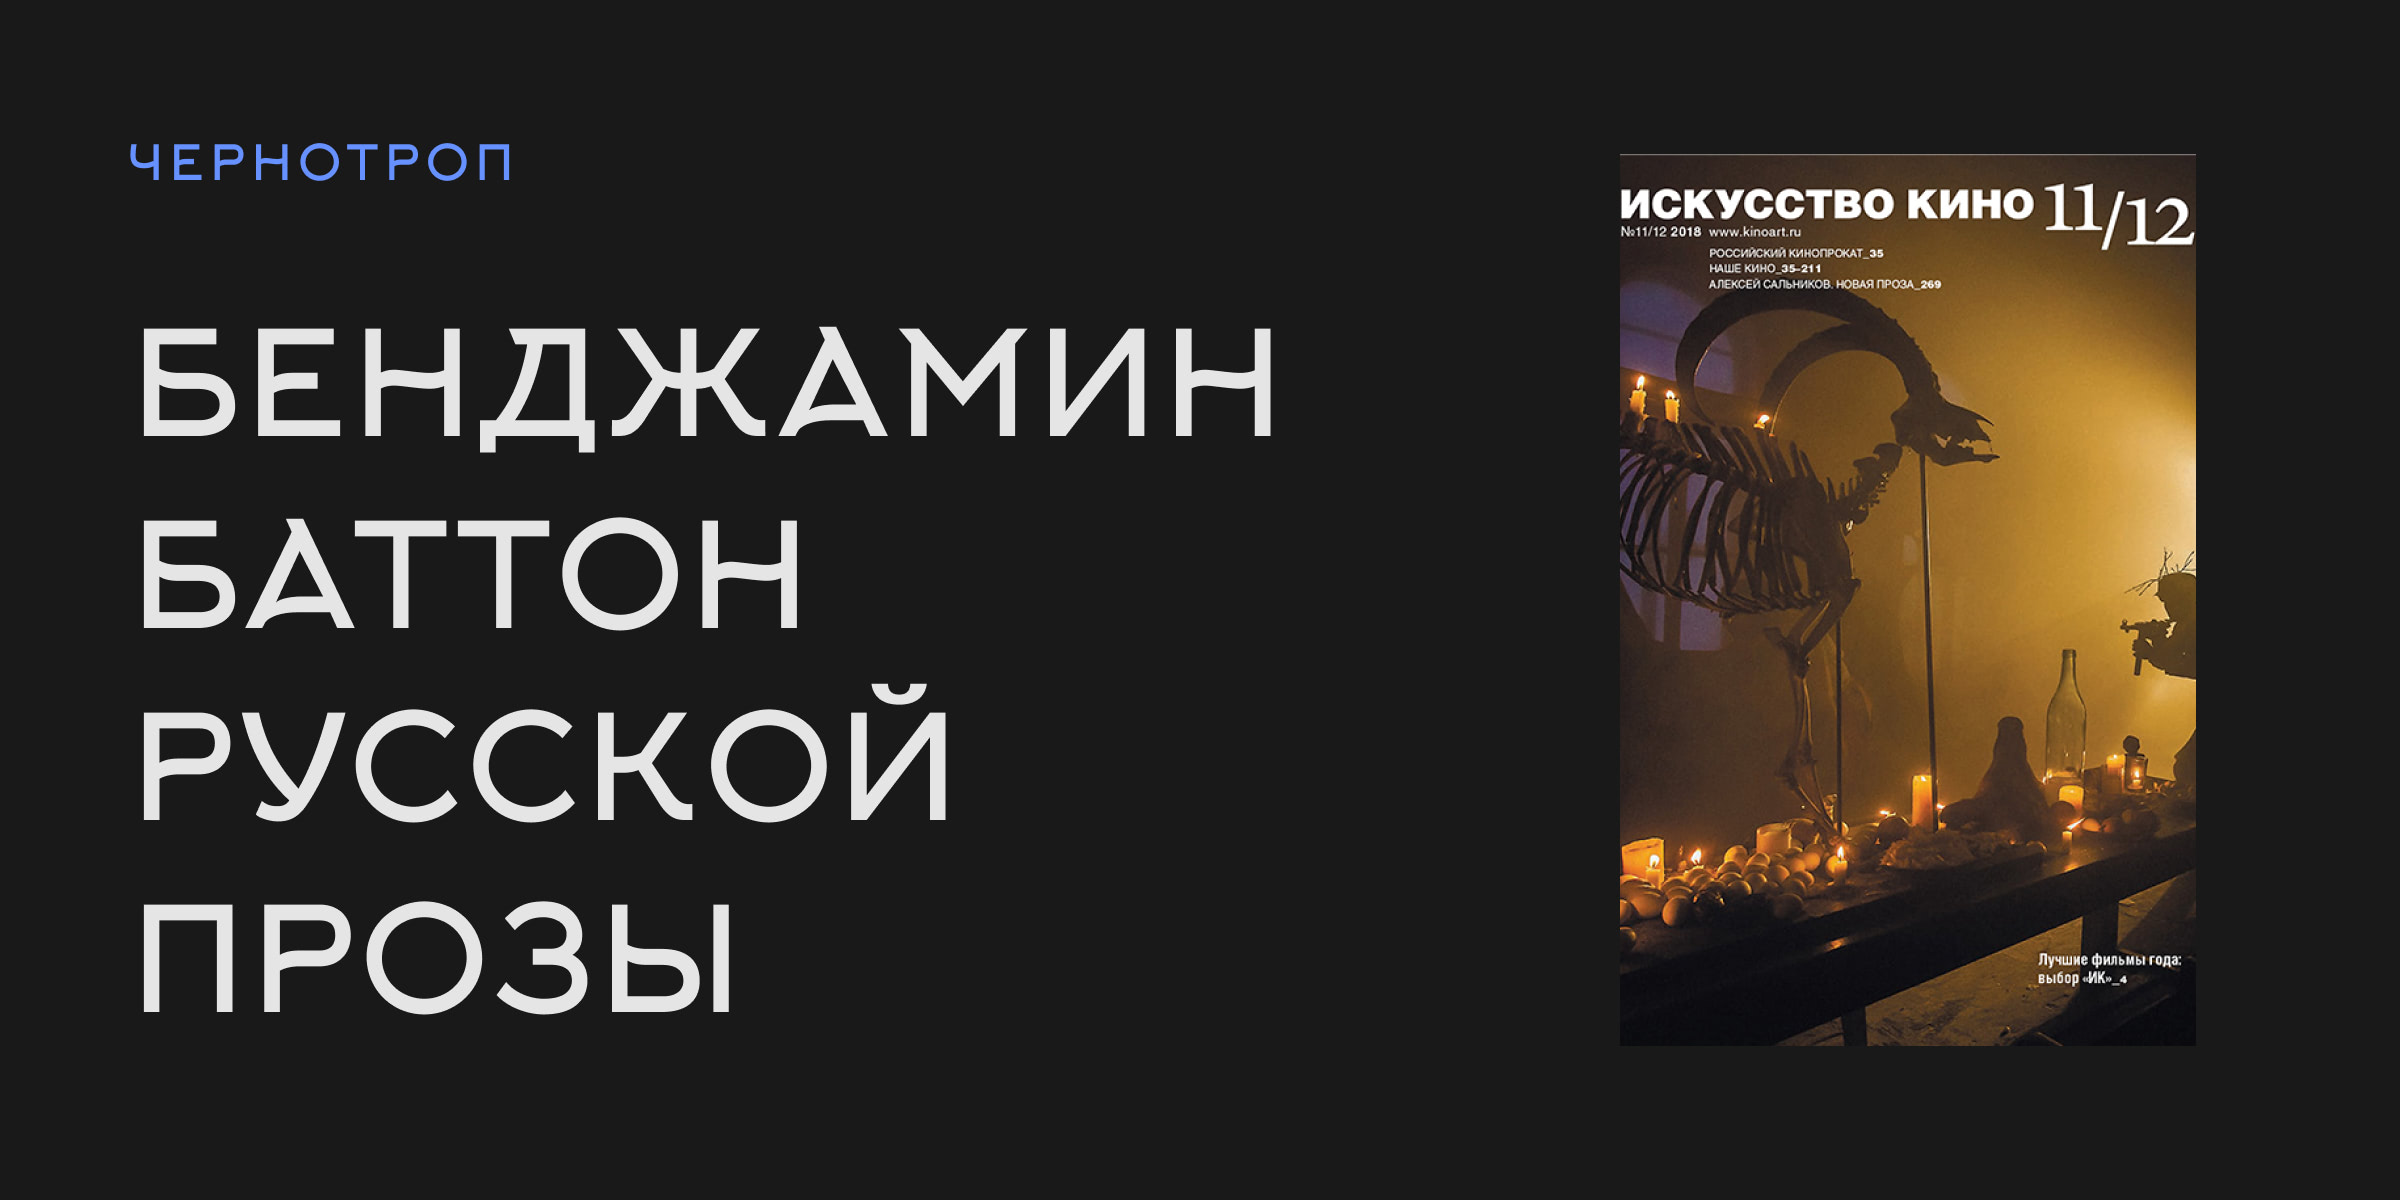 ЧЕРНОТРОП
БЕНДЖАМИН
БАТТОН
РУССКОЙ
ПРОЗЫ
ИСКУССТВО КИНО 11/12
№11/12 2018 www.kinoart.ru
РОССИЙСКИЙ КИНОПРОКАТ_35
НАШЕ КИНО_35–211
АЛЕКСЕЙ САЛЬНИКОВ. НОВАЯ ПРОЗА_269
Лучшие фильмы года:
выбор «ИК»_4